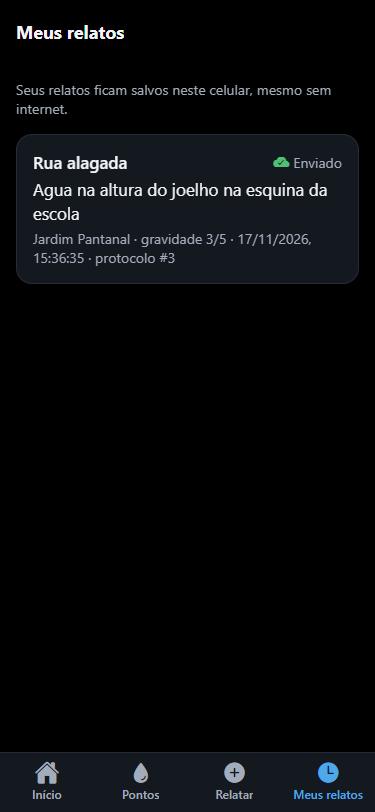 Meus relatos
Seus relatos ficam salvos neste celular, mesmo sem
internet.
Rua alagada
Enviado
Agua na altura do joelho na esquina da
escola
Jardim Pantanal · gravidade 3/5 · 17/11/2026,
15:36:35 · protocolo #3
Início
Pontos
Relatar
Meus relatos